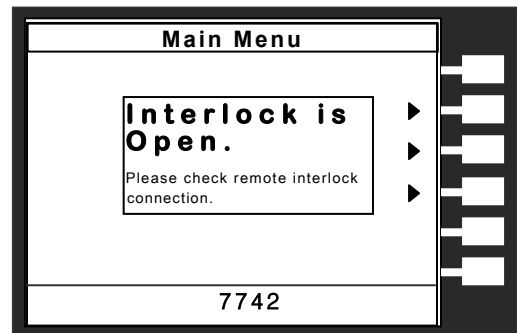 Main Menu
Interlock is
Open.
Please check remote interlock
connection.
7742